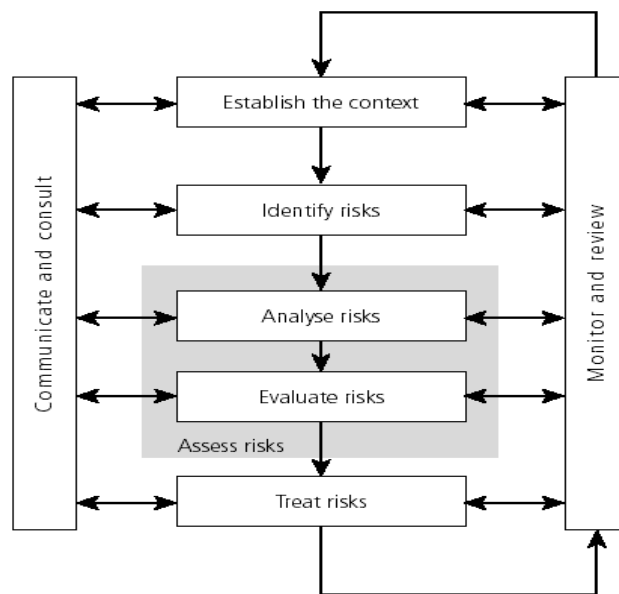 Establish the context
Communicate and consult
Identify risks
Monitor and review
Analyse risks
Evaluate risks
Assess risks
Treat risks